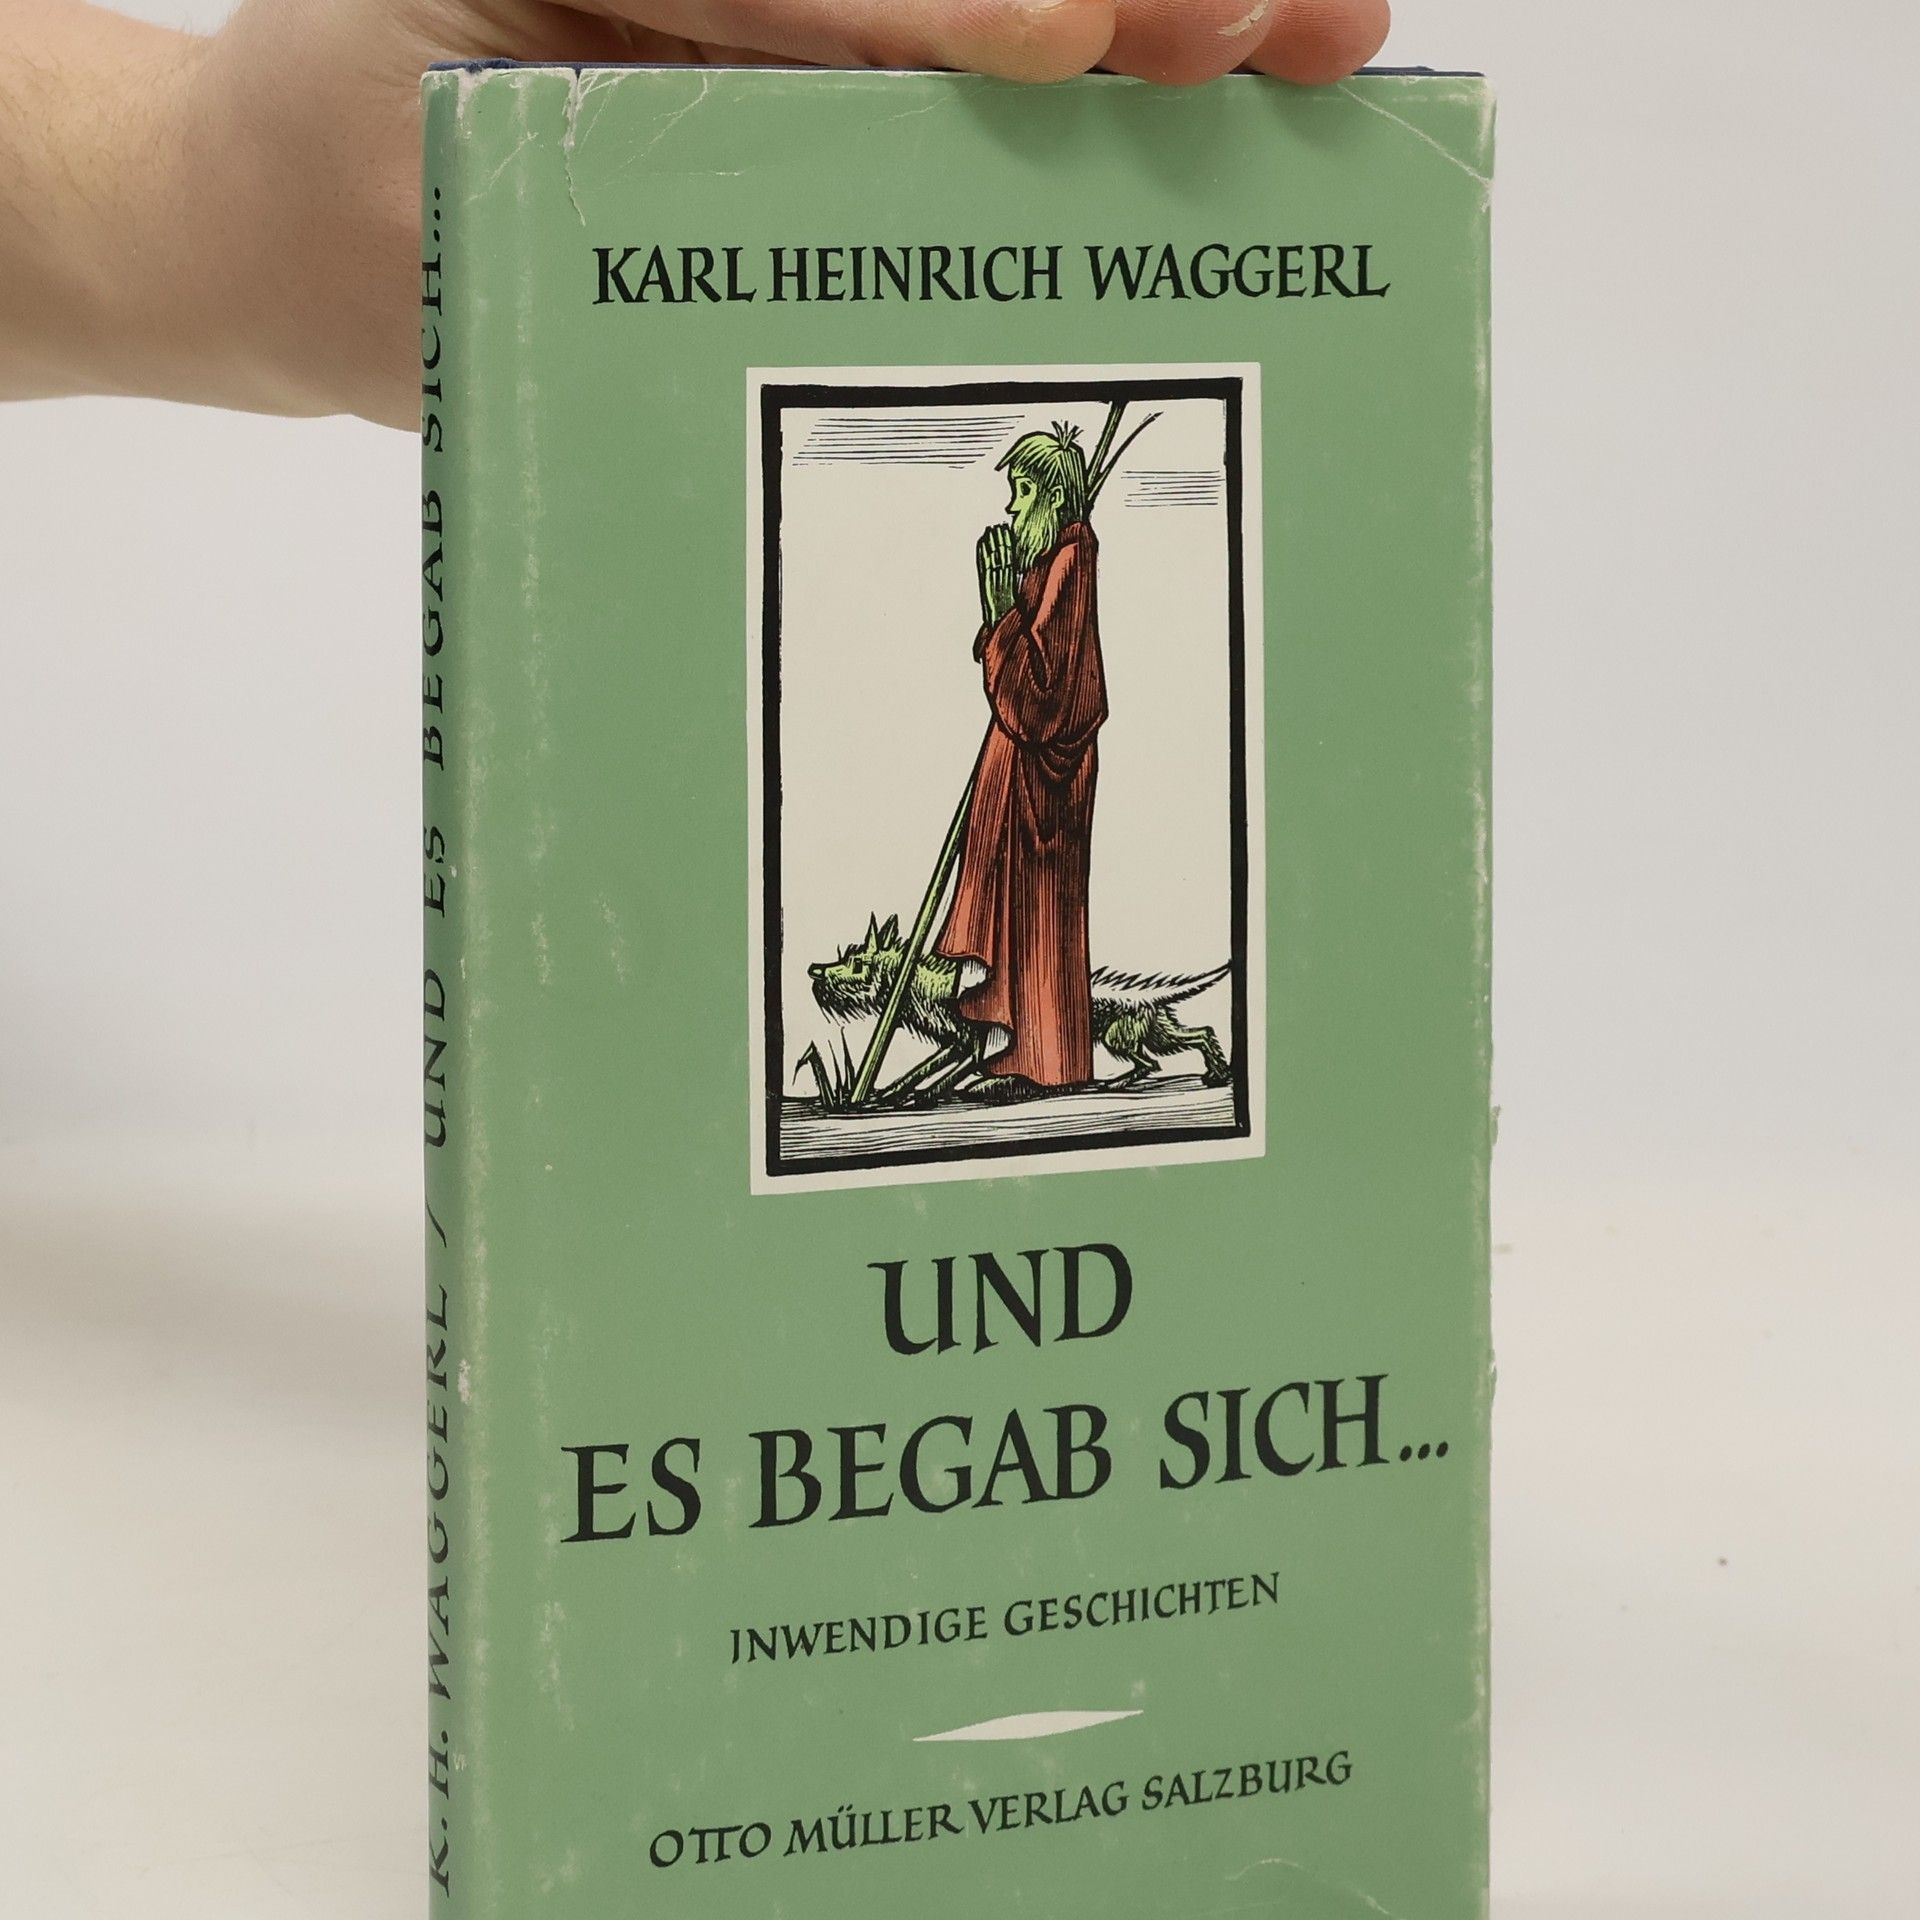 K. H. WAGGERL / UND ES BEGAB SICH...
KARL HEINRICH WAGGERL
UND
ES BEGAB SICH...
INWENDIGE GESCHICHTEN
OTTO MÜLLER VERLAG SALZBURG